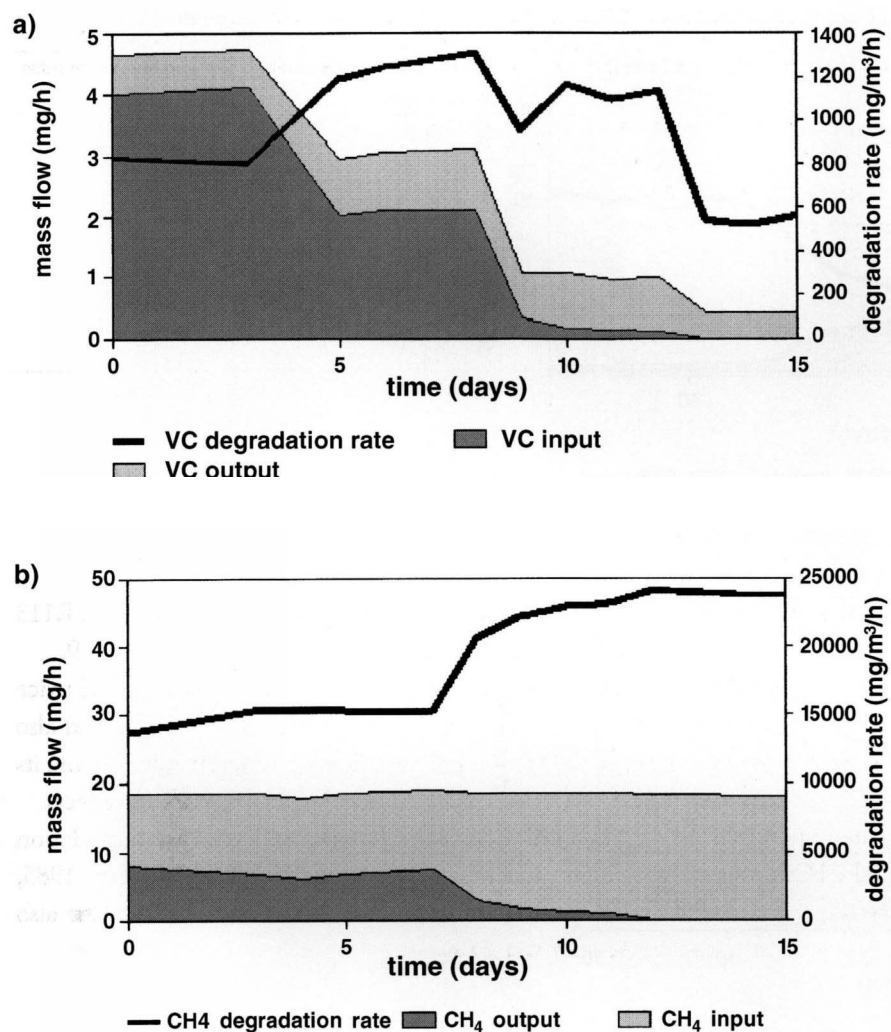 a)
5
4
3
2
1
0
mass flow (mg/h)
1400
1200
1000
800
600
400
200
0
degradation rate (mg/m³/h)
0 5 10 15
time (days)
VC degradation rate VC input
VC output
b)
50
40
30
20
10
0
mass flow (mg/h)
25000
20000
15000
10000
5000
0
degradation rate (mg/m³/h)
0 5 10 15
time (days)
CH4 degradation rate CH₄ output CH₄ input